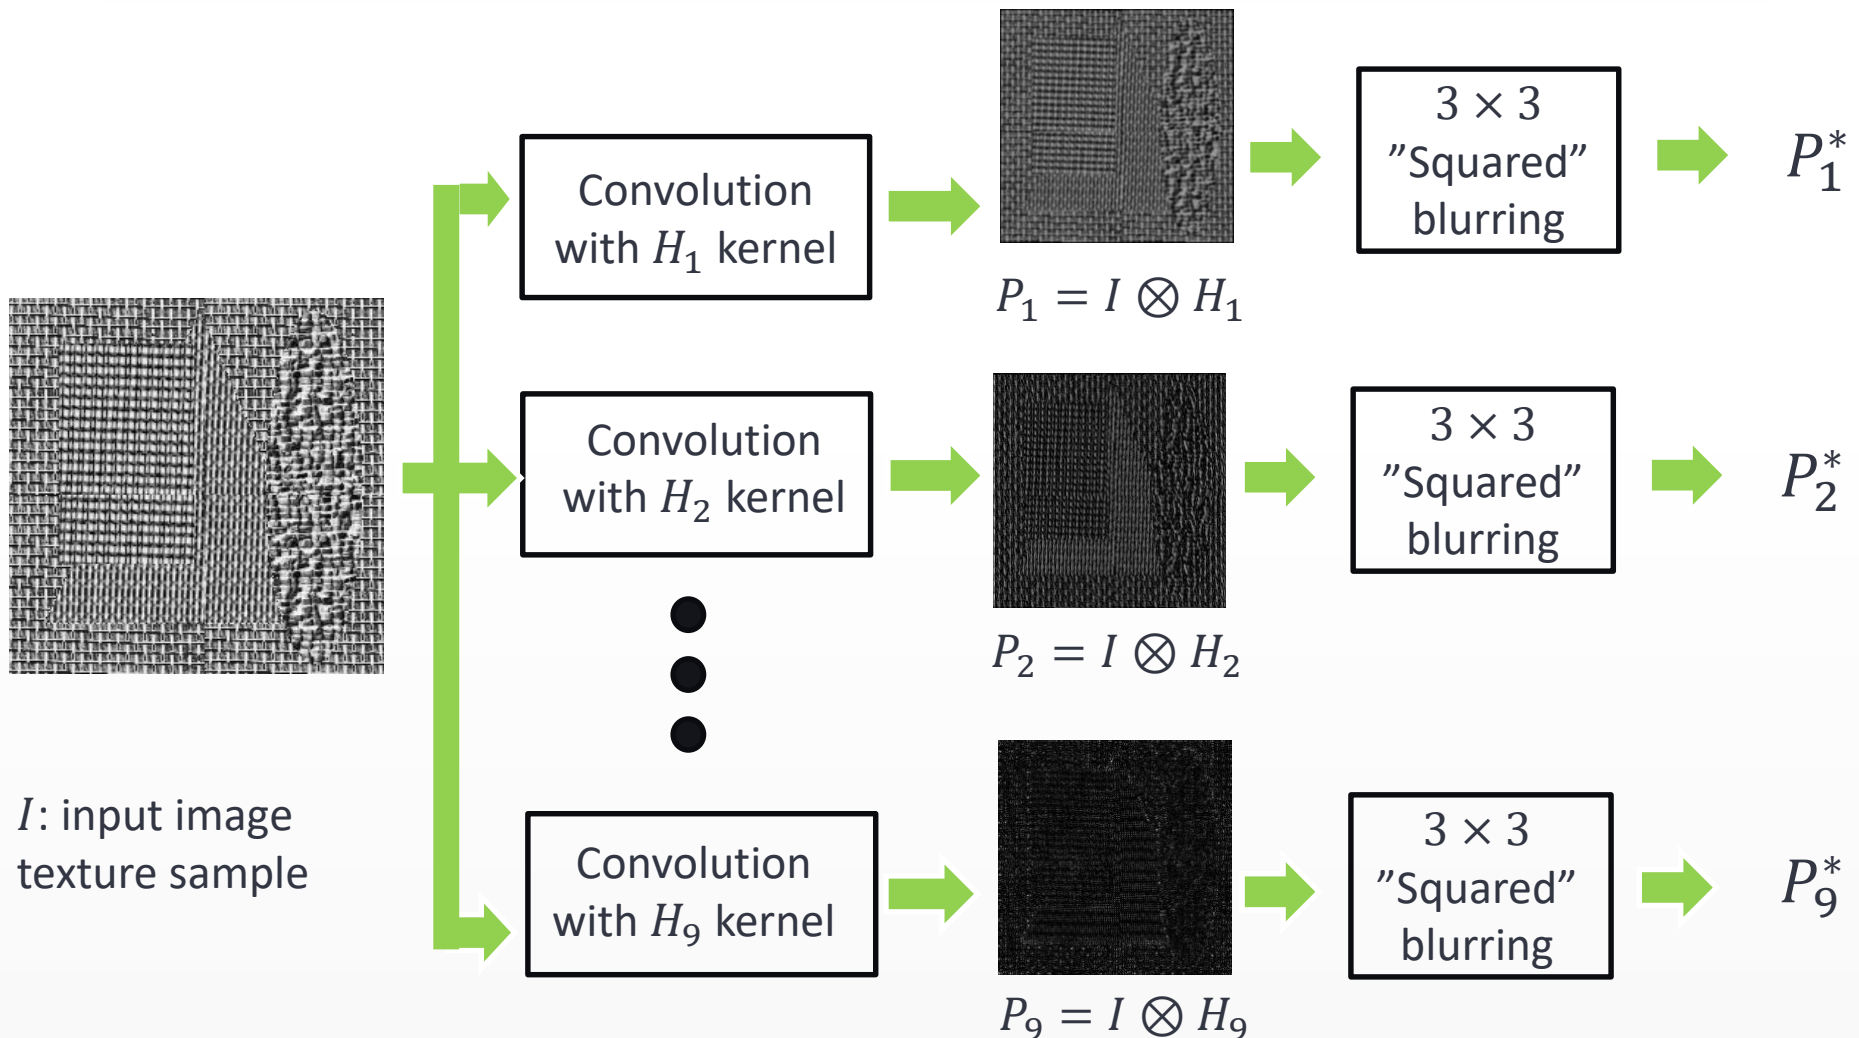 Convolution
with H₁ kernel
P₁ = I ⊗ H₁
3 × 3
”Squared”
blurring
P₁*
Convolution
with H₂ kernel
P₂ = I ⊗ H₂
3 × 3
”Squared”
blurring
P₂*
I: input image
texture sample
Convolution
with H₉ kernel
P₉ = I ⊗ H₉
3 × 3
”Squared”
blurring
P₉*